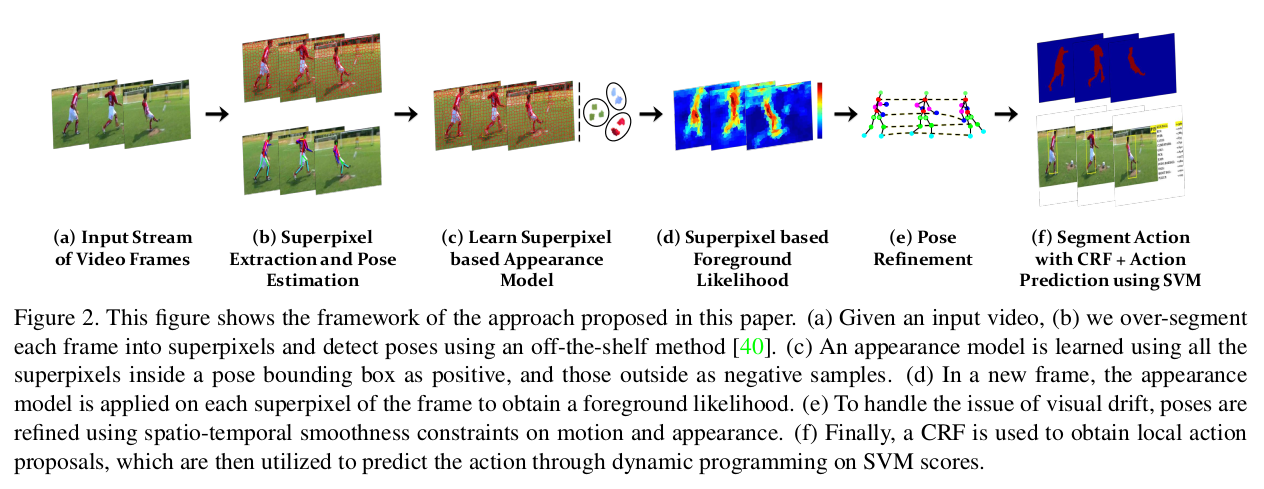 (a) Input Stream
of Video Frames
(b) Superpixel
Extraction and Pose
Estimation
(c) Learn Superpixel
based Appearance
Model
(d) Superpixel based
Foreground
Likelihood
(e) Pose
Refinement
(f) Segment Action
with CRF + Action
Prediction using SVM
Figure 2. This figure shows the framework of the approach proposed in this paper. (a) Given an input video, (b) we over-segment
each frame into superpixels and detect poses using an off-the-shelf method [40]. (c) An appearance model is learned using all the
superpixels inside a pose bounding box as positive, and those outside as negative samples. (d) In a new frame, the appearance
model is applied on each superpixel of the frame to obtain a foreground likelihood. (e) To handle the issue of visual drift, poses are
refined using spatio-temporal smoothness constraints on motion and appearance. (f) Finally, a CRF is used to obtain local action
proposals, which are then utilized to predict the action through dynamic programming on SVM scores.